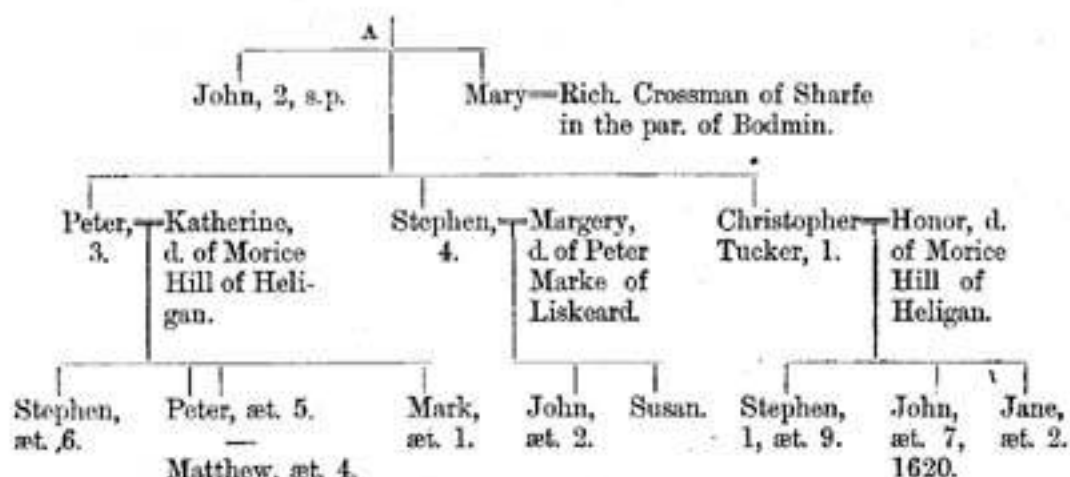 A
John, 2, s.p.
Mary=Rich. Crossman of Sharfe
in the par. of Bodmin.
Peter,
3.
=Katherine,
d. of Morice
Hill of Heli-
gan.
Stephen,
4.
=Margery,
d. of Peter
Marke of
Liskeard.
Christopher
Tucker, 1.
=Honor, d.
of Morice
Hill of
Heligan.
Stephen,
æt. 6.
Peter, æt. 5.
—
Matthew, æt. 4.
Mark,
æt. 1.
John,
æt. 2.
Susan.
Stephen,
1, æt. 9.
John,
æt. 7,
1620.
Jane,
æt. 2.